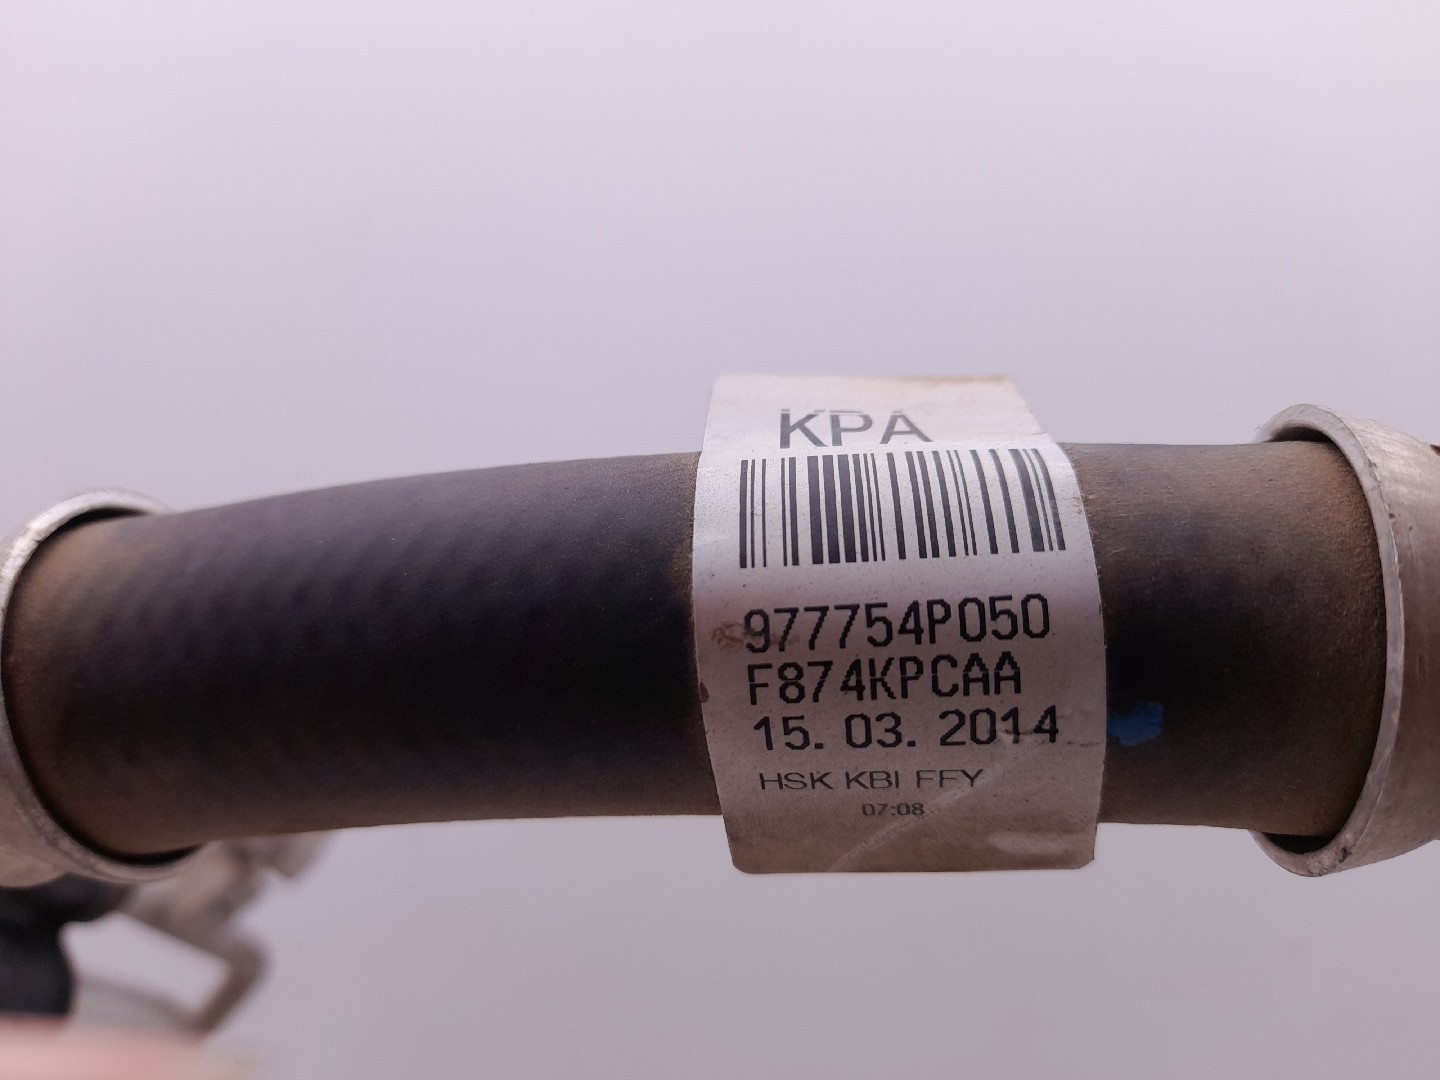 KPA
977754P050
F874KPCAA
15. 03. 2014
HSK KBI FFY
07:08